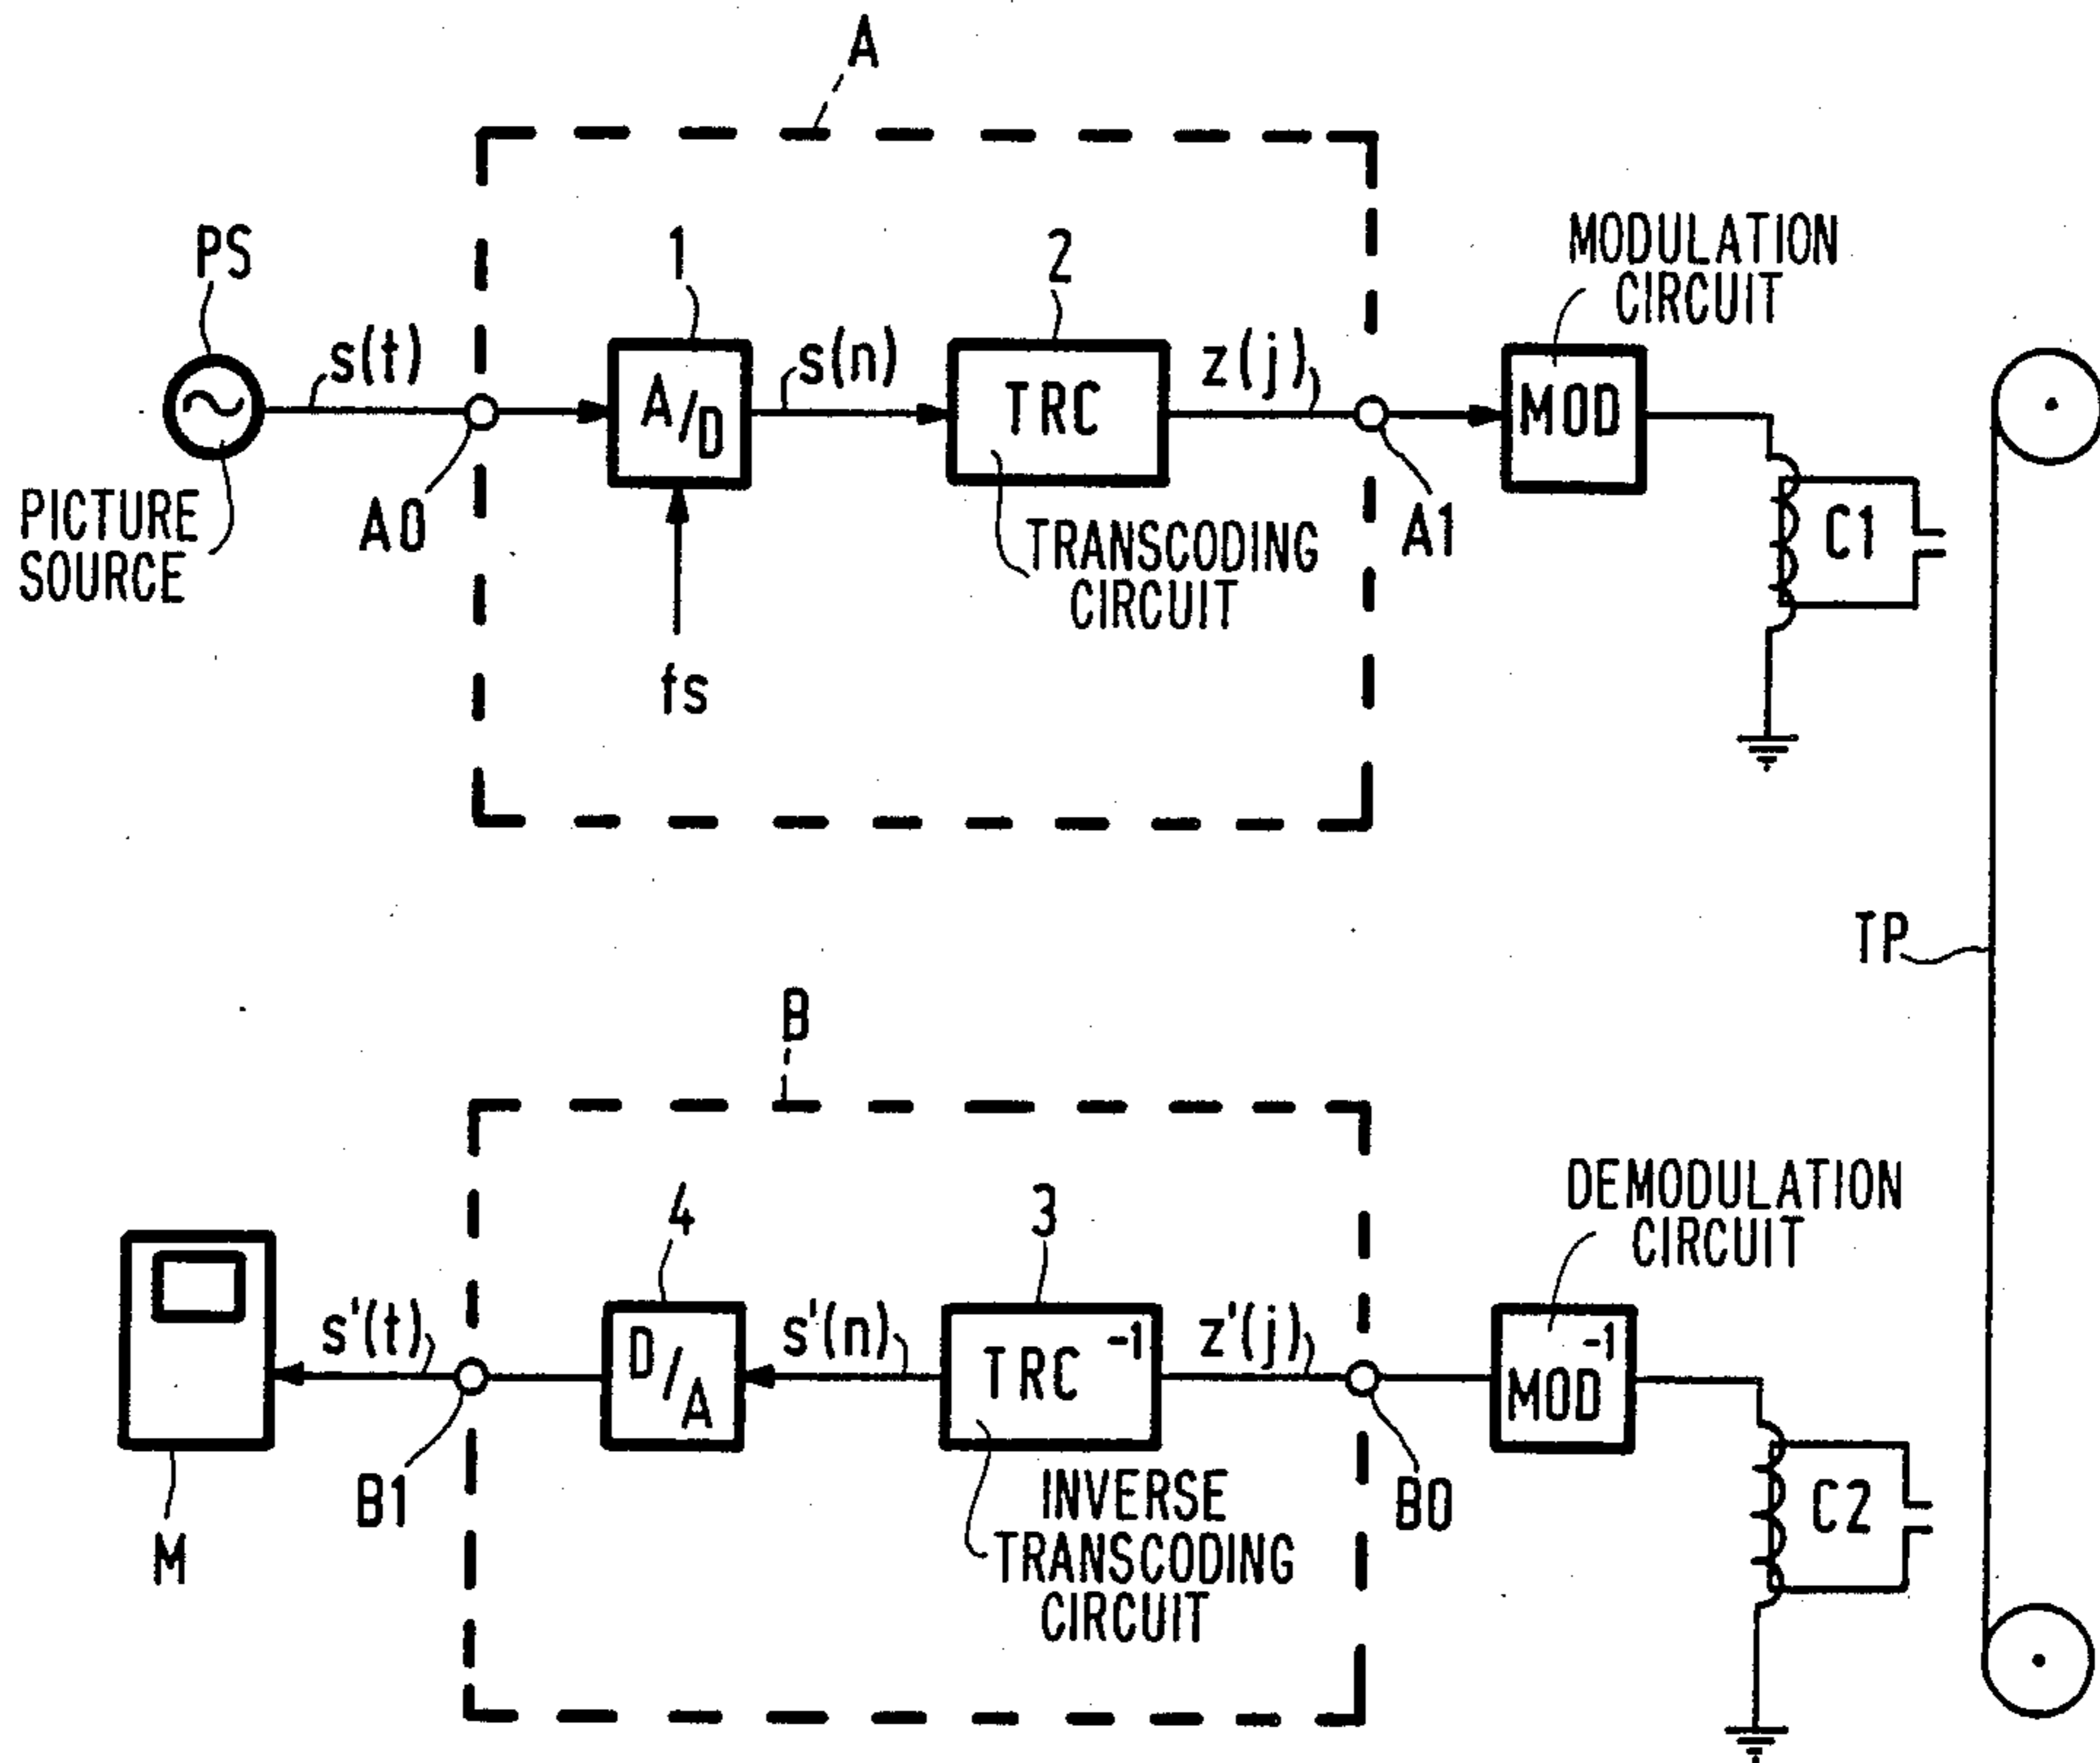 A
PS
1
2
MODULATION
CIRCUIT
s(t)
s(n)
z(j)
A/D
TRC
MOD
PICTURE
SOURCE
A0
TRANSCODING
CIRCUIT
A1
C1
fs
TP
B
4
3
DEMODULATION
CIRCUIT
s'(t)
s'(n)
z'(j)
D/A
TRC⁻¹
MOD⁻¹
M
B1
INVERSE
TRANSCODING
CIRCUIT
B0
C2